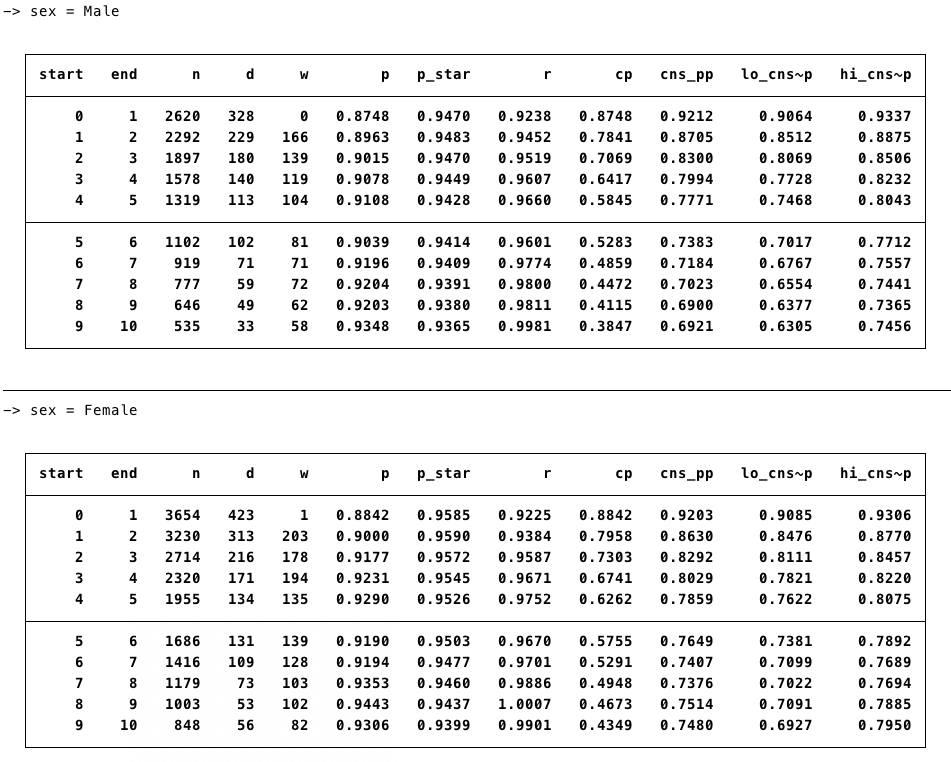 -> sex = Male
start end n d w p p_star r cp cns_pp lo_cns~p hi_cns~p
0 1 2620 328 0 0.8748 0.9470 0.9238 0.8748 0.9212 0.9064 0.9337
1 2 2292 229 166 0.8963 0.9483 0.9452 0.7841 0.8705 0.8512 0.8875
2 3 1897 180 139 0.9015 0.9470 0.9519 0.7069 0.8300 0.8069 0.8506
3 4 1578 140 119 0.9078 0.9449 0.9607 0.6417 0.7994 0.7728 0.8232
4 5 1319 113 104 0.9108 0.9428 0.9660 0.5845 0.7771 0.7468 0.8043
5 6 1102 102 81 0.9039 0.9414 0.9601 0.5283 0.7383 0.7017 0.7712
6 7 919 71 71 0.9196 0.9409 0.9774 0.4859 0.7184 0.6767 0.7557
7 8 777 59 72 0.9204 0.9391 0.9800 0.4472 0.7023 0.6554 0.7441
8 9 646 49 62 0.9203 0.9380 0.9811 0.4115 0.6900 0.6377 0.7365
9 10 535 33 58 0.9348 0.9365 0.9981 0.3847 0.6921 0.6305 0.7456
-> sex = Female
start end n d w p p_star r cp cns_pp lo_cns~p hi_cns~p
0 1 3654 423 1 0.8842 0.9585 0.9225 0.8842 0.9203 0.9085 0.9306
1 2 3230 313 203 0.9000 0.9590 0.9384 0.7958 0.8630 0.8476 0.8770
2 3 2714 216 178 0.9177 0.9572 0.9587 0.7303 0.8292 0.8111 0.8457
3 4 2320 171 194 0.9231 0.9545 0.9671 0.6741 0.8029 0.7821 0.8220
4 5 1955 134 135 0.9290 0.9526 0.9752 0.6262 0.7859 0.7622 0.8075
5 6 1686 131 139 0.9190 0.9503 0.9670 0.5755 0.7649 0.7381 0.7892
6 7 1416 109 128 0.9194 0.9477 0.9701 0.5291 0.7407 0.7099 0.7689
7 8 1179 73 103 0.9353 0.9460 0.9886 0.4948 0.7376 0.7022 0.7694
8 9 1003 53 102 0.9443 0.9437 1.0007 0.4673 0.7514 0.7091 0.7885
9 10 848 56 82 0.9306 0.9399 0.9901 0.4349 0.7480 0.6927 0.7950